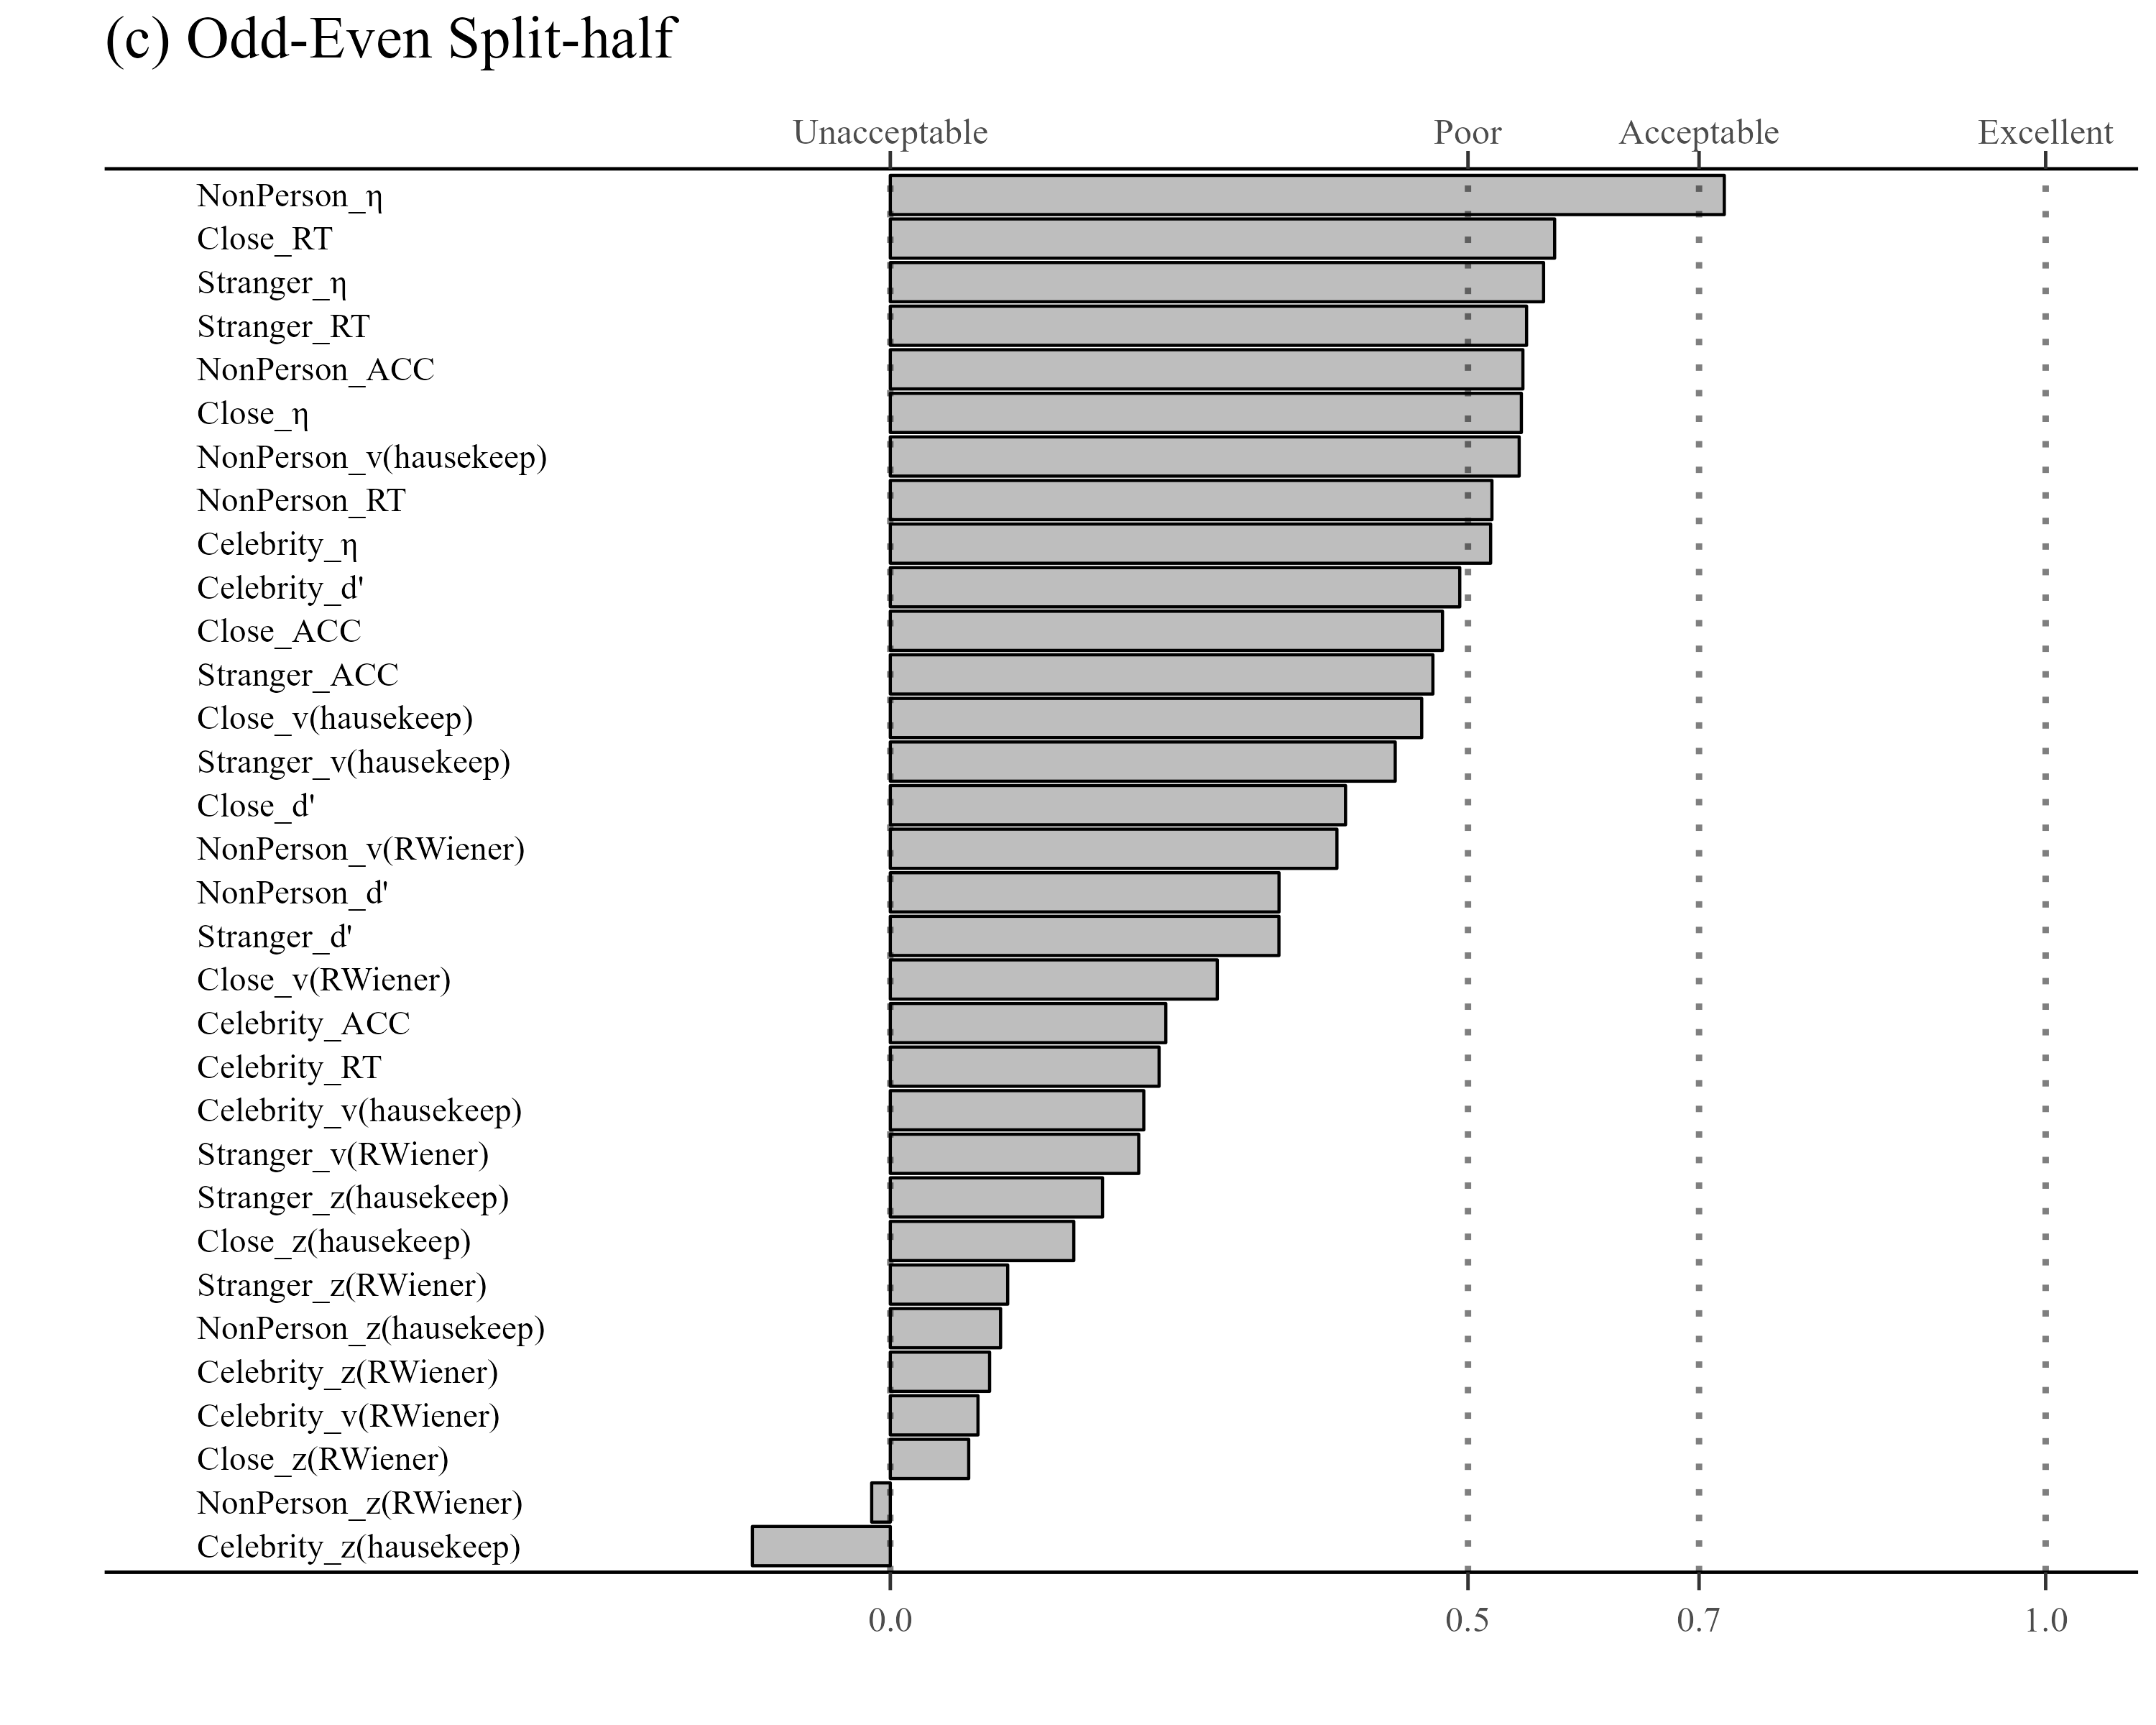 (c) Odd-Even Split-half
Unacceptable Poor Acceptable Excellent
NonPerson_η
Close_RT
Stranger_η
Stranger_RT
NonPerson_ACC
Close_η
NonPerson_v(hausekeep)
NonPerson_RT
Celebrity_η
Celebrity_d'
Close_ACC
Stranger_ACC
Close_v(hausekeep)
Stranger_v(hausekeep)
Close_d'
NonPerson_v(RWiener)
NonPerson_d'
Stranger_d'
Close_v(RWiener)
Celebrity_ACC
Celebrity_RT
Celebrity_v(hausekeep)
Stranger_v(RWiener)
Stranger_z(hausekeep)
Close_z(hausekeep)
Stranger_z(RWiener)
NonPerson_z(hausekeep)
Celebrity_z(RWiener)
Celebrity_v(RWiener)
Close_z(RWiener)
NonPerson_z(RWiener)
Celebrity_z(hausekeep)
0.0 0.5 0.7 1.0